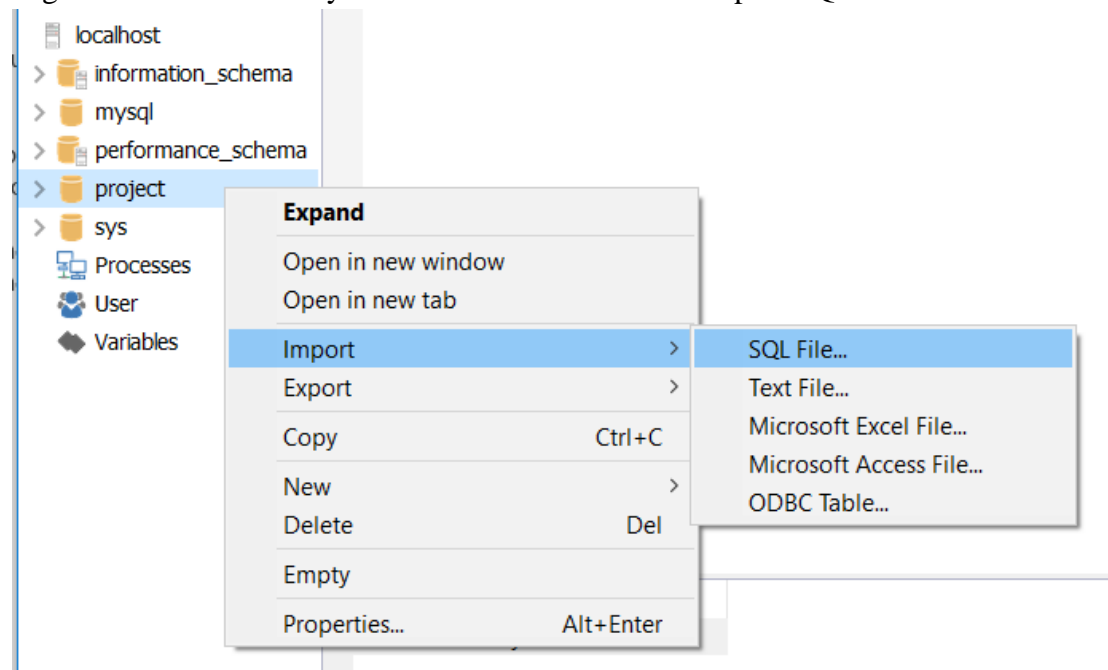 localhost
information_schema
mysql
performance_schema
project
sys
Processes
User
Variables
Expand
Open in new window
Open in new tab
Import
Export
Copy Ctrl+C
New
Delete Del
Empty
Properties... Alt+Enter
SQL File...
Text File...
Microsoft Excel File...
Microsoft Access File...
ODBC Table...